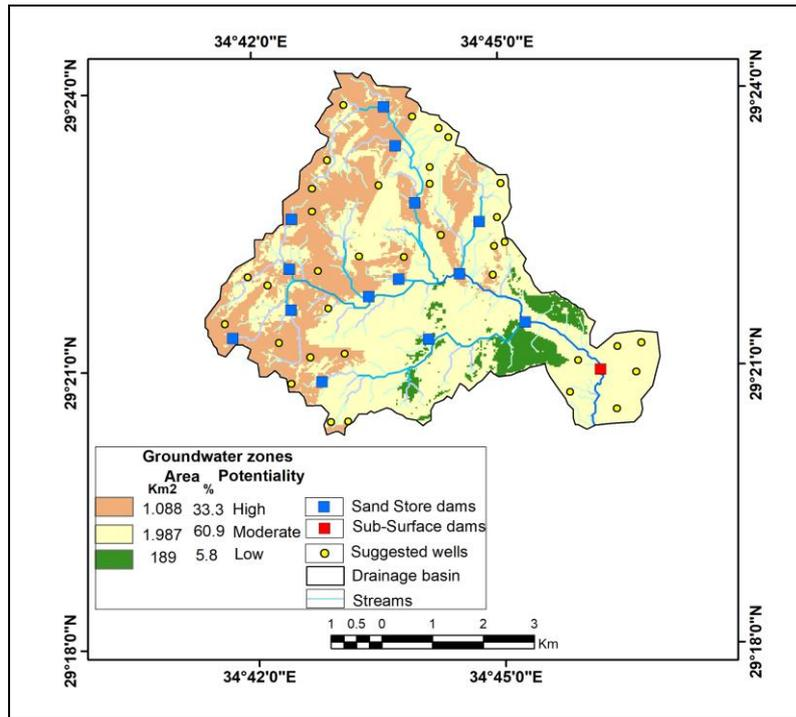 34°42'0"E 34°45'0"E
29°24'0"N 29°24'0"N
29°21'0"N 29°21'0"N
29°18'0"N 29°18'0"N
Groundwater zones
Area Potentiality
Km2 %
1.088 33.3 High
1.987 60.9 Moderate
189 5.8 Low
Sand Store dams
Sub-Surface dams
Suggested wells
Drainage basin
Streams
1 0.5 0 1 2 3
Km
34°42'0"E 34°45'0"E